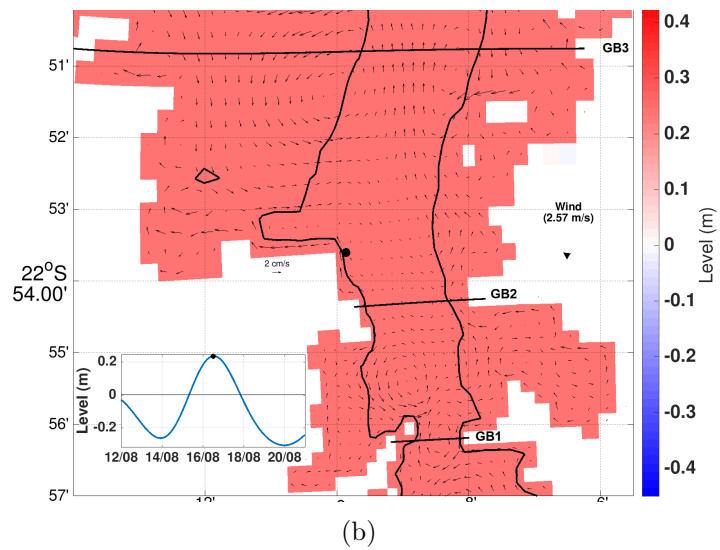 GB3
51'
52'
53'
22°S
54.00'
55'
56'
57'
Wind
(2.57 m/s)
2 cm/s
GB2
GB1
Level (m)
0.2
0
-0.2
12/08 14/08 16/08 18/08 20/08
8' 6'
0.4
0.3
0.2
0.1
0
-0.1
-0.2
-0.3
-0.4
Level (m)
(b)